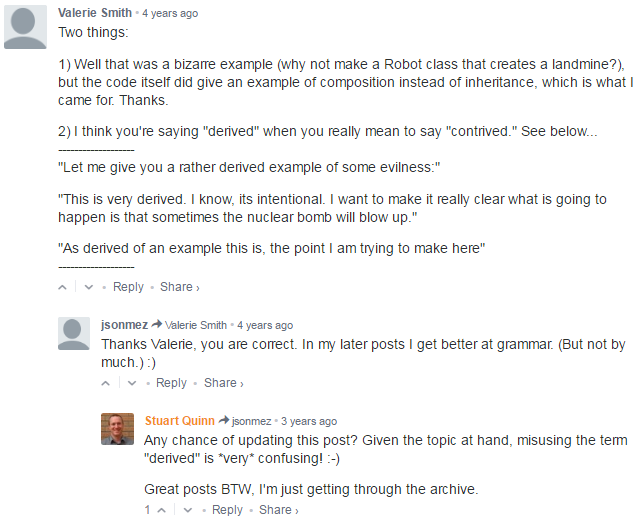 Valerie Smith • 4 years ago
Two things:
1) Well that was a bizarre example (why not make a Robot class that creates a landmine?),
but the code itself did give an example of composition instead of inheritance, which is what I
came for. Thanks.
2) I think you're saying "derived" when you really mean to say "contrived." See below...
-------------------
"Let me give you a rather derived example of some evilness:"
"This is very derived. I know, its intentional. I want to make it really clear what is going to
happen is that sometimes the nuclear bomb will blow up."
"As derived of an example this is, the point I am trying to make here"
-------------------
• Reply • Share ›
jsonmez Valerie Smith • 4 years ago
Thanks Valerie, you are correct. In my later posts I get better at grammar. (But not by
much.) :)
• Reply • Share ›
Stuart Quinn jsonmez • 3 years ago
Any chance of updating this post? Given the topic at hand, misusing the term
"derived" is *very* confusing! :-)
Great posts BTW, I'm just getting through the archive.
1 • Reply • Share ›